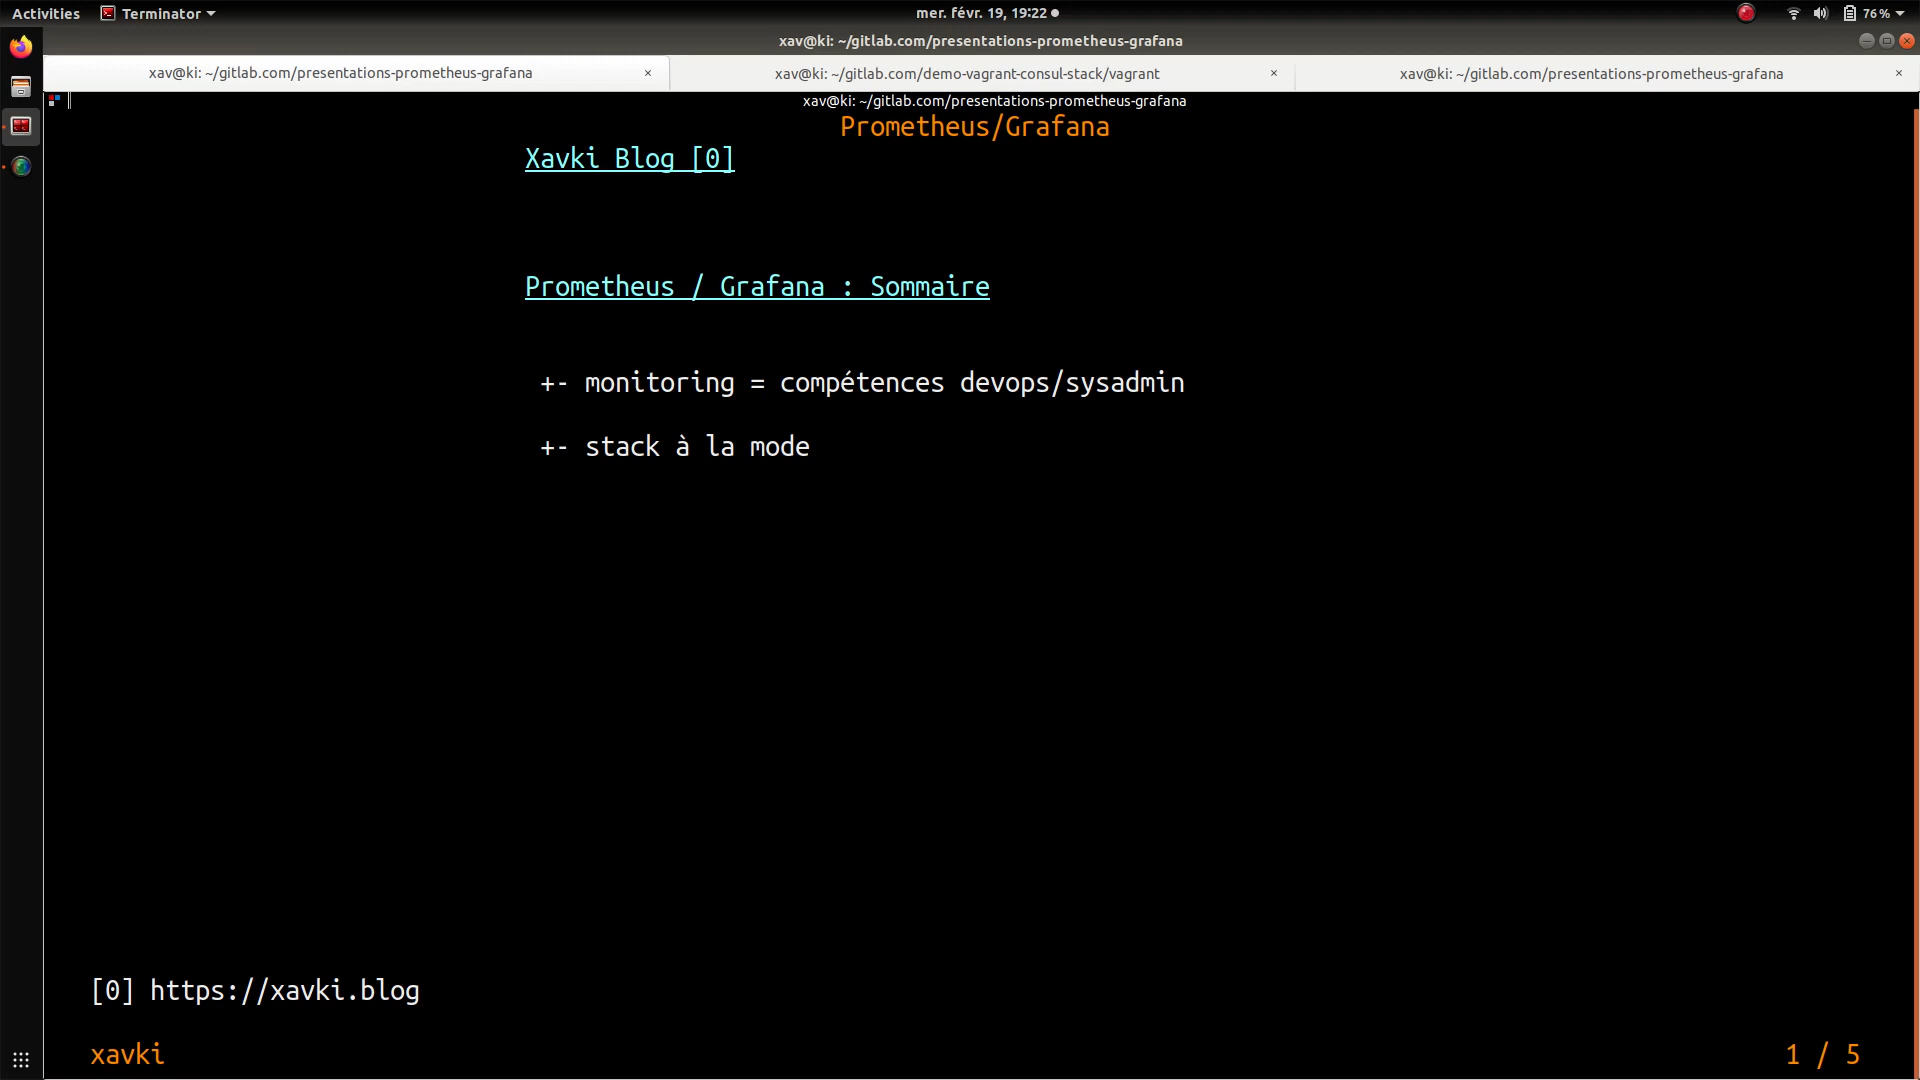 Activities Terminator mer. févr. 19, 19:22 76 %
xav@ki: ~/gitlab.com/presentations-prometheus-grafana
xav@ki: ~/gitlab.com/presentations-prometheus-grafana × xav@ki: ~/gitlab.com/demo-vagrant-consul-stack/vagrant × xav@ki: ~/gitlab.com/presentations-prometheus-grafana ×
xav@ki: ~/gitlab.com/presentations-prometheus-grafana
Prometheus/Grafana
Xavki Blog [0]
Prometheus / Grafana : Sommaire
+- monitoring = compétences devops/sysadmin
+- stack à la mode
[0] https://xavki.blog
xavki 1 / 5